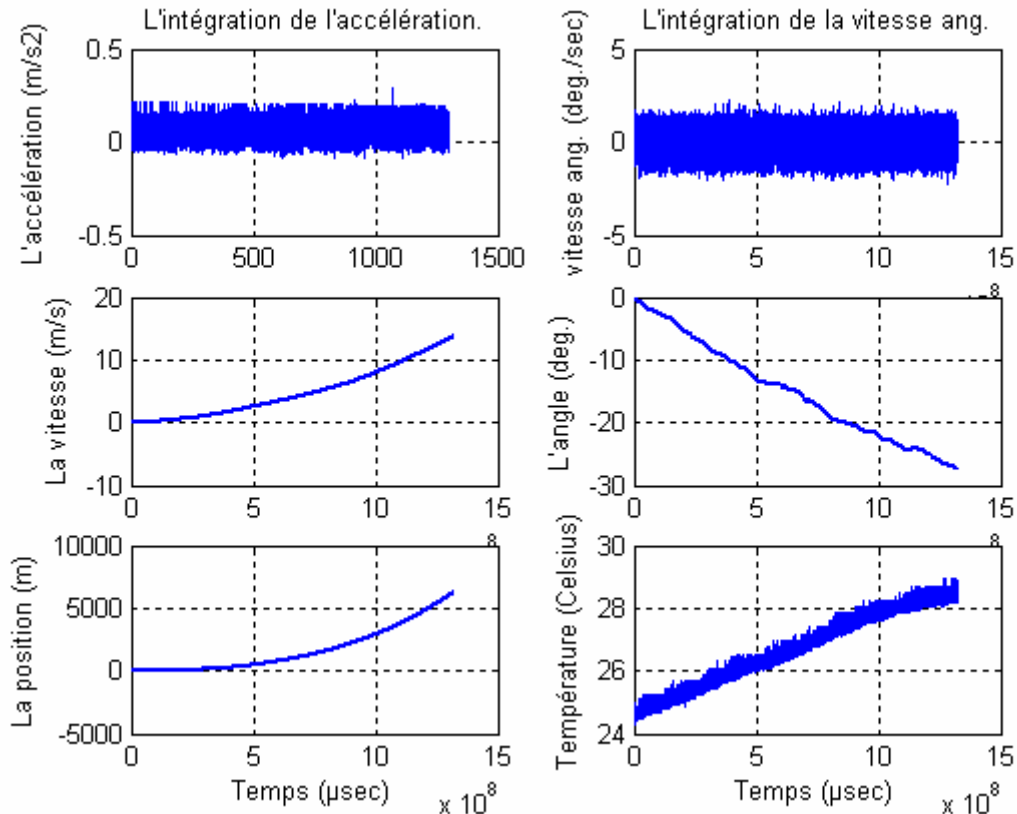 L'intégration de l'accélération.
L'accélération (m/s2)
0.5
0
-0.5
0 500 1000 1500
L'intégration de la vitesse ang.
vitesse ang. (deg./sec)
5
0
-5
0 5 10 15
La vitesse (m/s)
20
10
0
-10
0 5 10 15
8
L'angle (deg.)
0
-10
-20
-30
0 5 10 15
8
La position (m)
10000
5000
0
-5000
0 5 10 15
Temps (µsec)
x 10⁸
Température (Celsius)
30
28
26
24
0 5 10 15
8
Temps (µsec)
x 10⁸